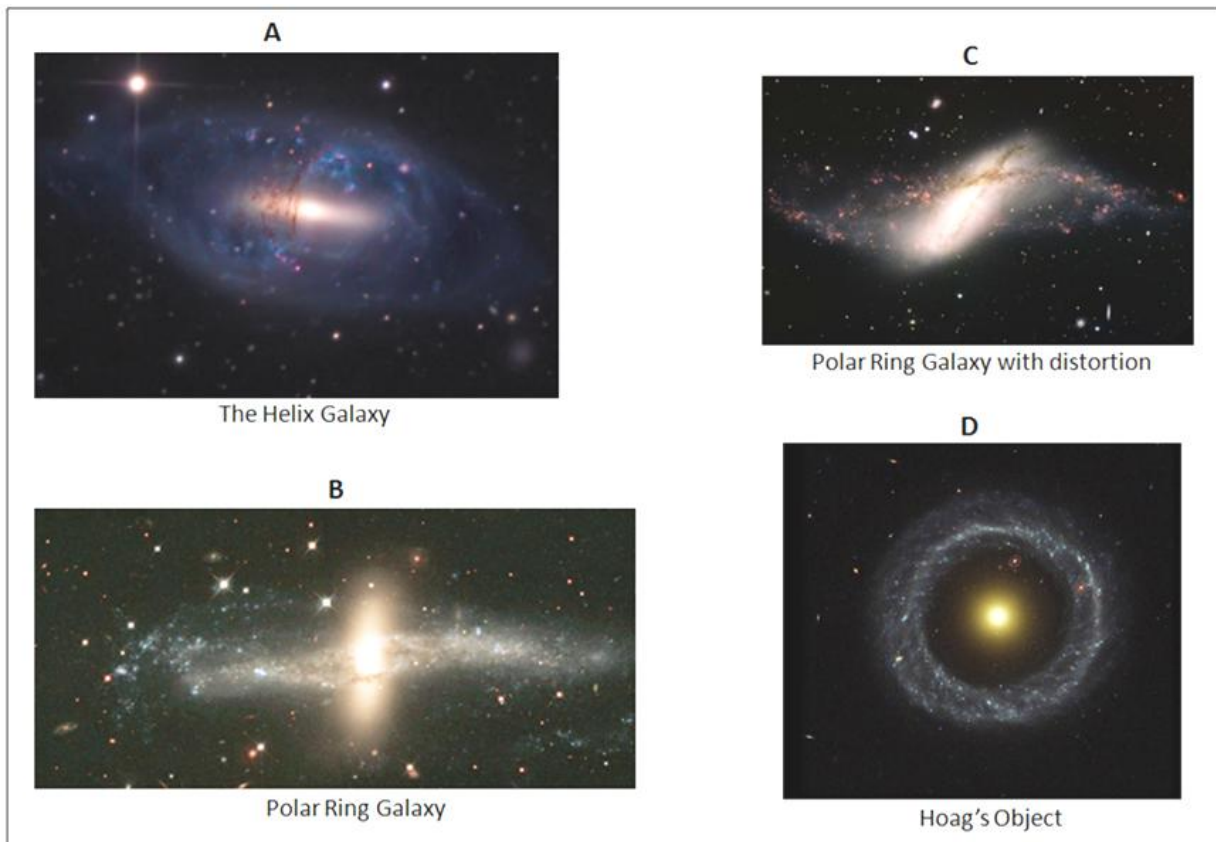 A
The Helix Galaxy
B
Polar Ring Galaxy
C
Polar Ring Galaxy with distortion
D
Hoag's Object